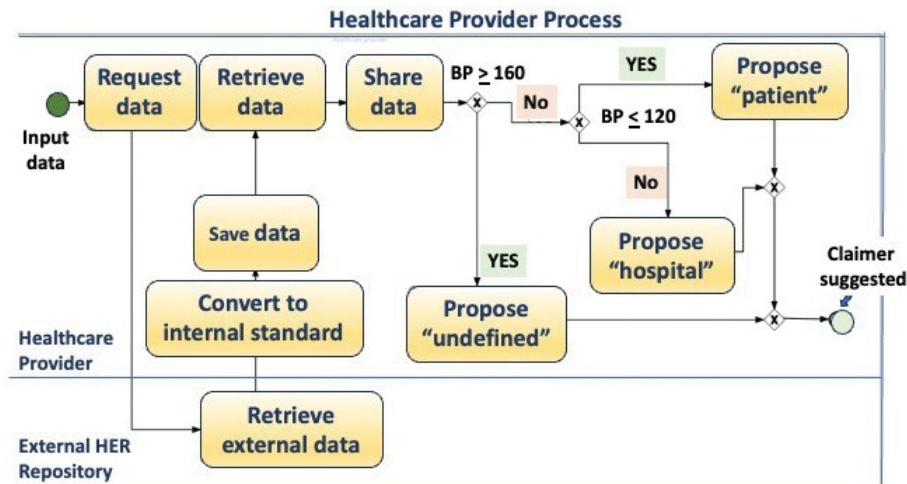 Healthcare Provider Process
Healthcare provider
Request
data
Retrieve
data
Share
data
BP ≥ 160
YES
Propose
“patient”
No
BP ≤ 120
x
x
Input
data
No
x
Save data
YES
Propose
“hospital”
Claimer
suggested
Convert to
internal standard
Propose
“undefined”
x
Healthcare
Provider
Retrieve
external data
External HER
Repository